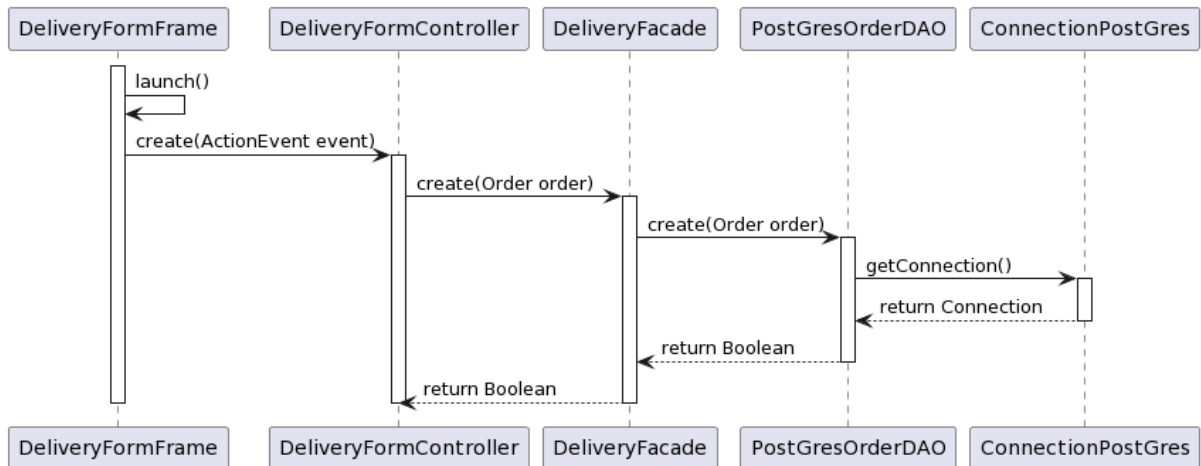 DeliveryFormFrame
DeliveryFormController
DeliveryFacade
PostGresOrderDAO
ConnectionPostGres
launch()
create(ActionEvent event)
create(Order order)
create(Order order)
getConnection()
return Connection
return Boolean
return Boolean
DeliveryFormFrame
DeliveryFormController
DeliveryFacade
PostGresOrderDAO
ConnectionPostGres